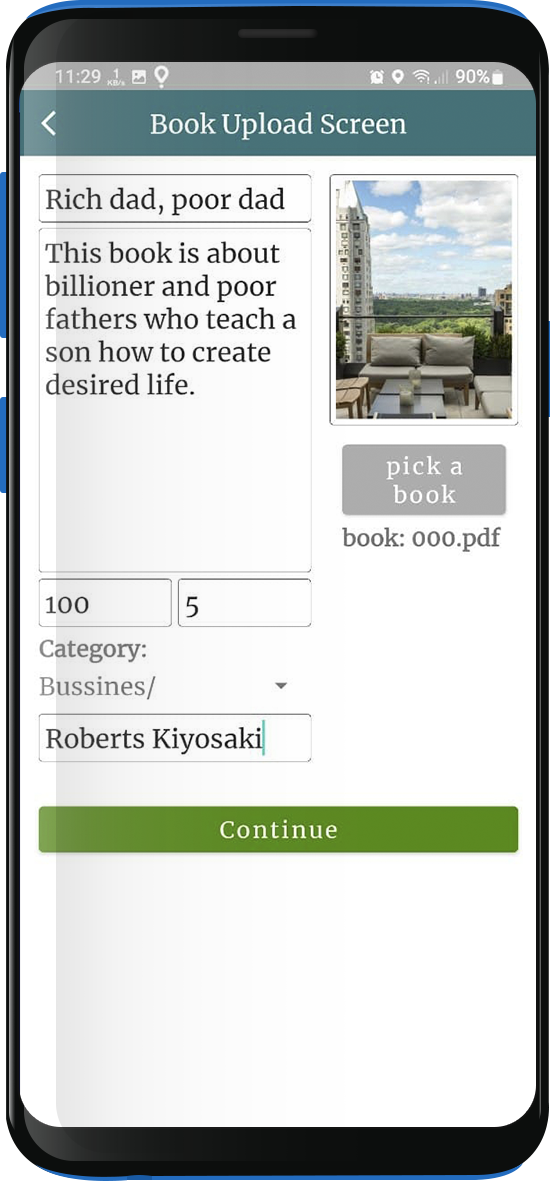 11:29 1 KB/s 90%
Book Upload Screen
Rich dad, poor dad
This book is about
billioner and poor
fathers who teach a
son how to create
desired life.
pick a
book
book: 000.pdf
100 5
Category:
Bussines/
Roberts Kiyosaki
Continue